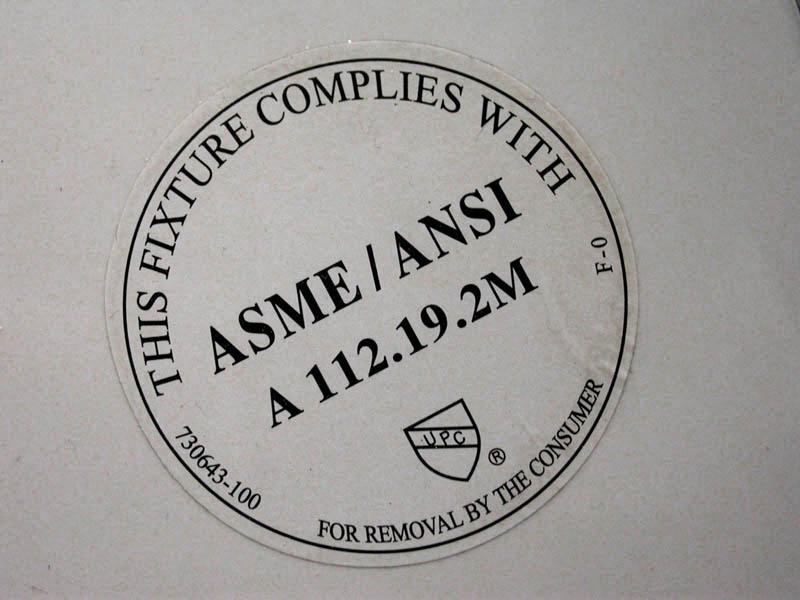 THIS FIXTURE COMPLIES WITH
ASME / ANSI
A 112.19.2M
F-0
UPC
®
730643-100
FOR REMOVAL BY THE CONSUMER